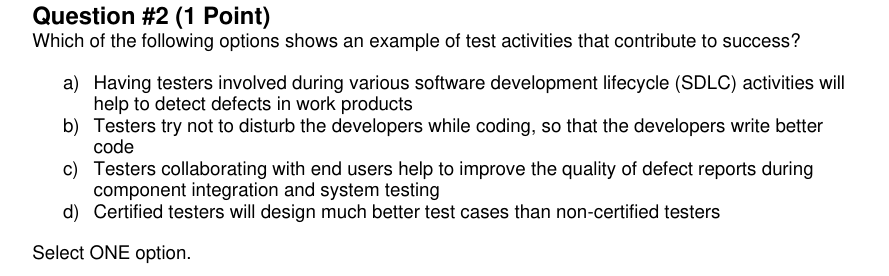 Question #2 (1 Point)
Which of the following options shows an example of test activities that contribute to success?
a) Having testers involved during various software development lifecycle (SDLC) activities will
help to detect defects in work products
b) Testers try not to disturb the developers while coding, so that the developers write better
code
c) Testers collaborating with end users help to improve the quality of defect reports during
component integration and system testing
d) Certified testers will design much better test cases than non-certified testers
Select ONE option.